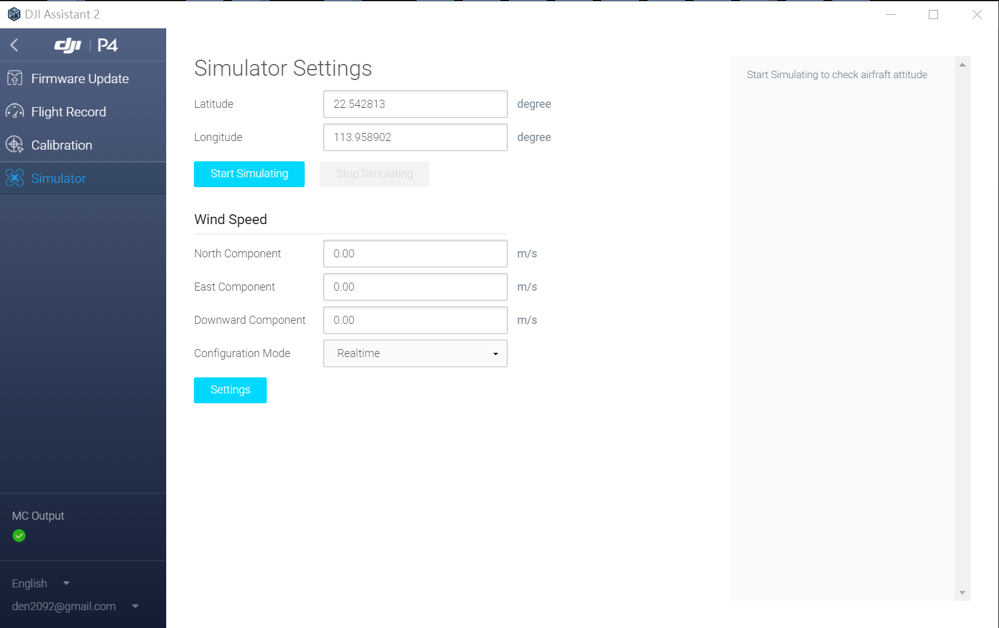 DJI Assistant 2
dji P4
Firmware Update
Flight Record
Calibration
Simulator
MC Output
English
den2092@gmail.com
Simulator Settings
Latitude 22.542813 degree
Longitude 113.958902 degree
Start Simulating Stop Simulating
Wind Speed
North Component 0.00 m/s
East Component 0.00 m/s
Downward Component 0.00 m/s
Configuration Mode Realtime
Settings
Start Simulating to check airfraft attitude